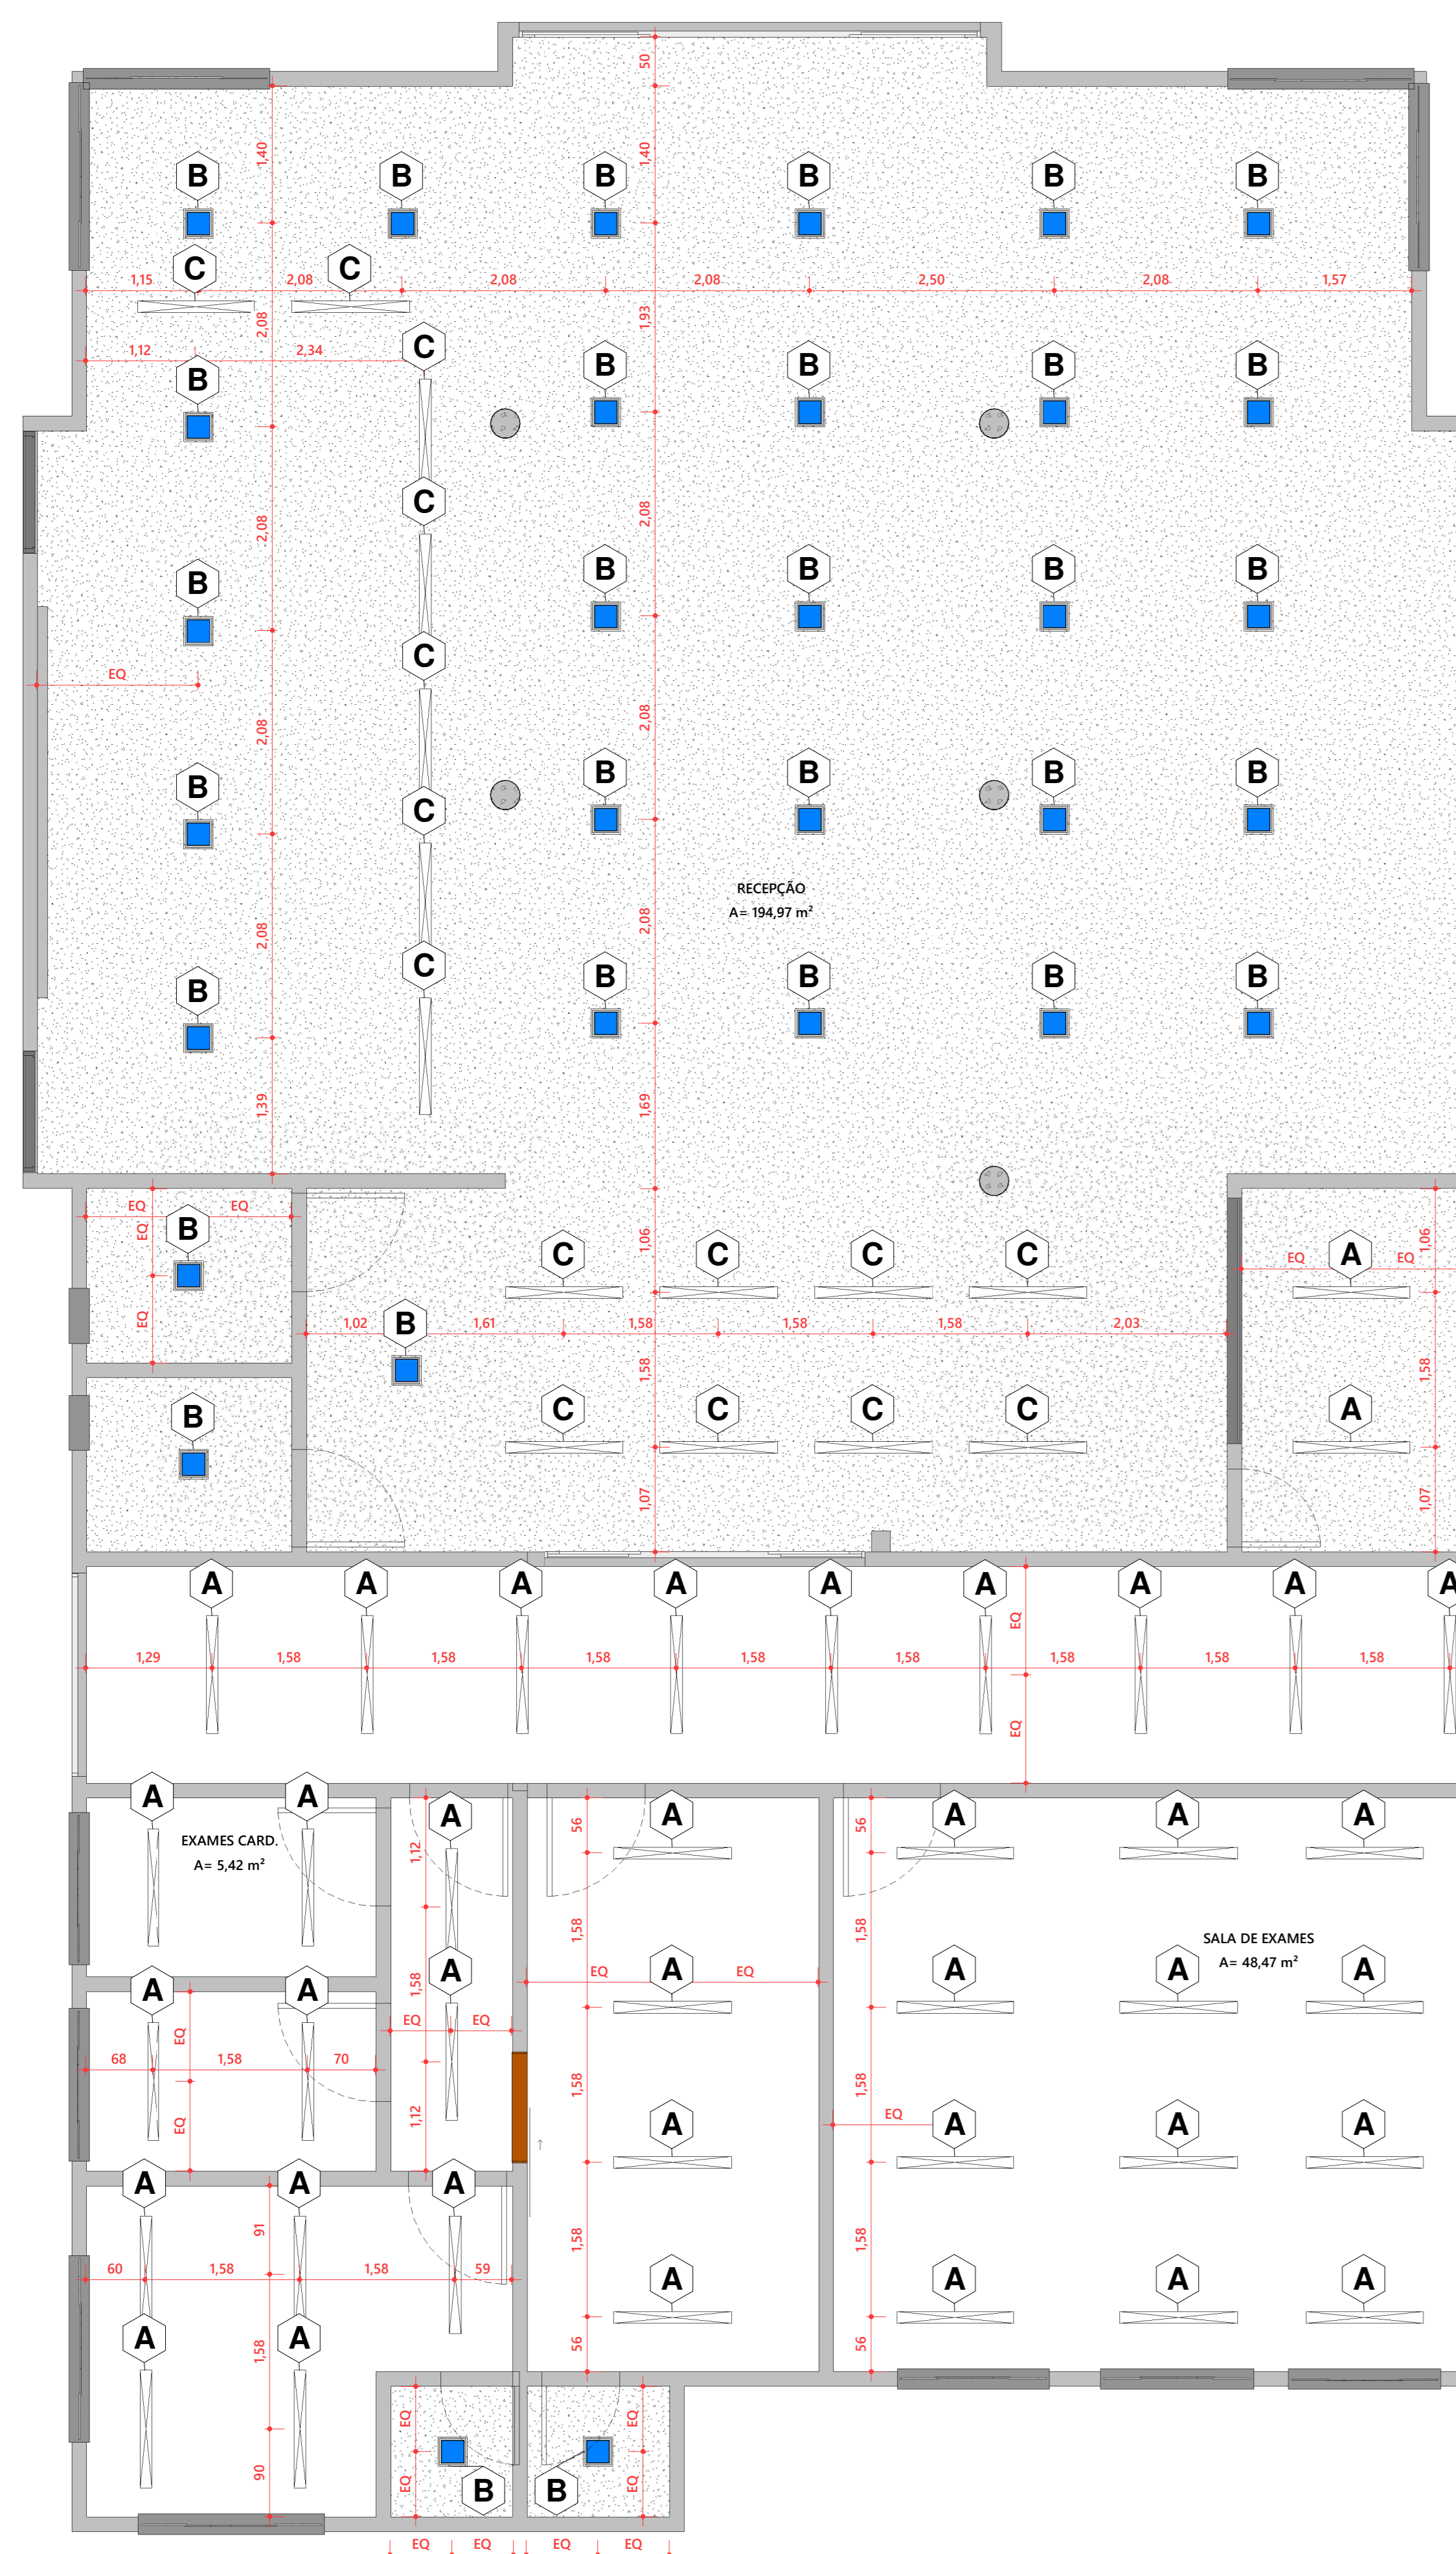 50
1,40
1,40
B B B B B B
C C
1,15 2,08 2,08 2,08 2,50 2,08 1,57
2,08
1,93
1,12 2,34
C
B
B B B B
C
2,08
2,08
B
B B B B
EQ
C
2,08
2,08
B
B B B B
C
RECEPÇÃO
A= 194,97 m²
2,08
2,08
C
B
B B B B
1,39
1,69
EQ EQ
EQ
B
1,06
C C C C
A
EQ EQ
1,06
EQ
1,02
B
1,61 1,58 1,58 1,58 2,03
1,58
1,58
B
C C C C
A
1,07
1,07
A A A A A A A A A
EQ
1,29 1,58 1,58 1,58 1,58 1,58 1,58 1,58 1,58
EQ
A A
A
56
A
56
A A A
EXAMES CARD.
A= 5,42 m²
1,12
1,58
1,58
SALA DE EXAMES
A= 48,47 m²
A A
A
EQ
A
EQ
A A A
1,58
EQ
EQ EQ
68 1,58 70
1,58
1,58
EQ
1,12
A
EQ
A A A
A A A
91
1,58
1,58
60 1,58 1,58 59
A
A A A
A A
1,58
56
56
90
EQ
EQ
EQ
EQ
B B
EQ EQ EQ EQ